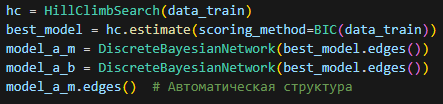 hc = HillClimbSearch(data_train)
best_model = hc.estimate(scoring_method=BIC(data_train))
model_a_m = DiscreteBayesianNetwork(best_model.edges())
model_a_b = DiscreteBayesianNetwork(best_model.edges())
model_a_m.edges()  # Автоматическая структура